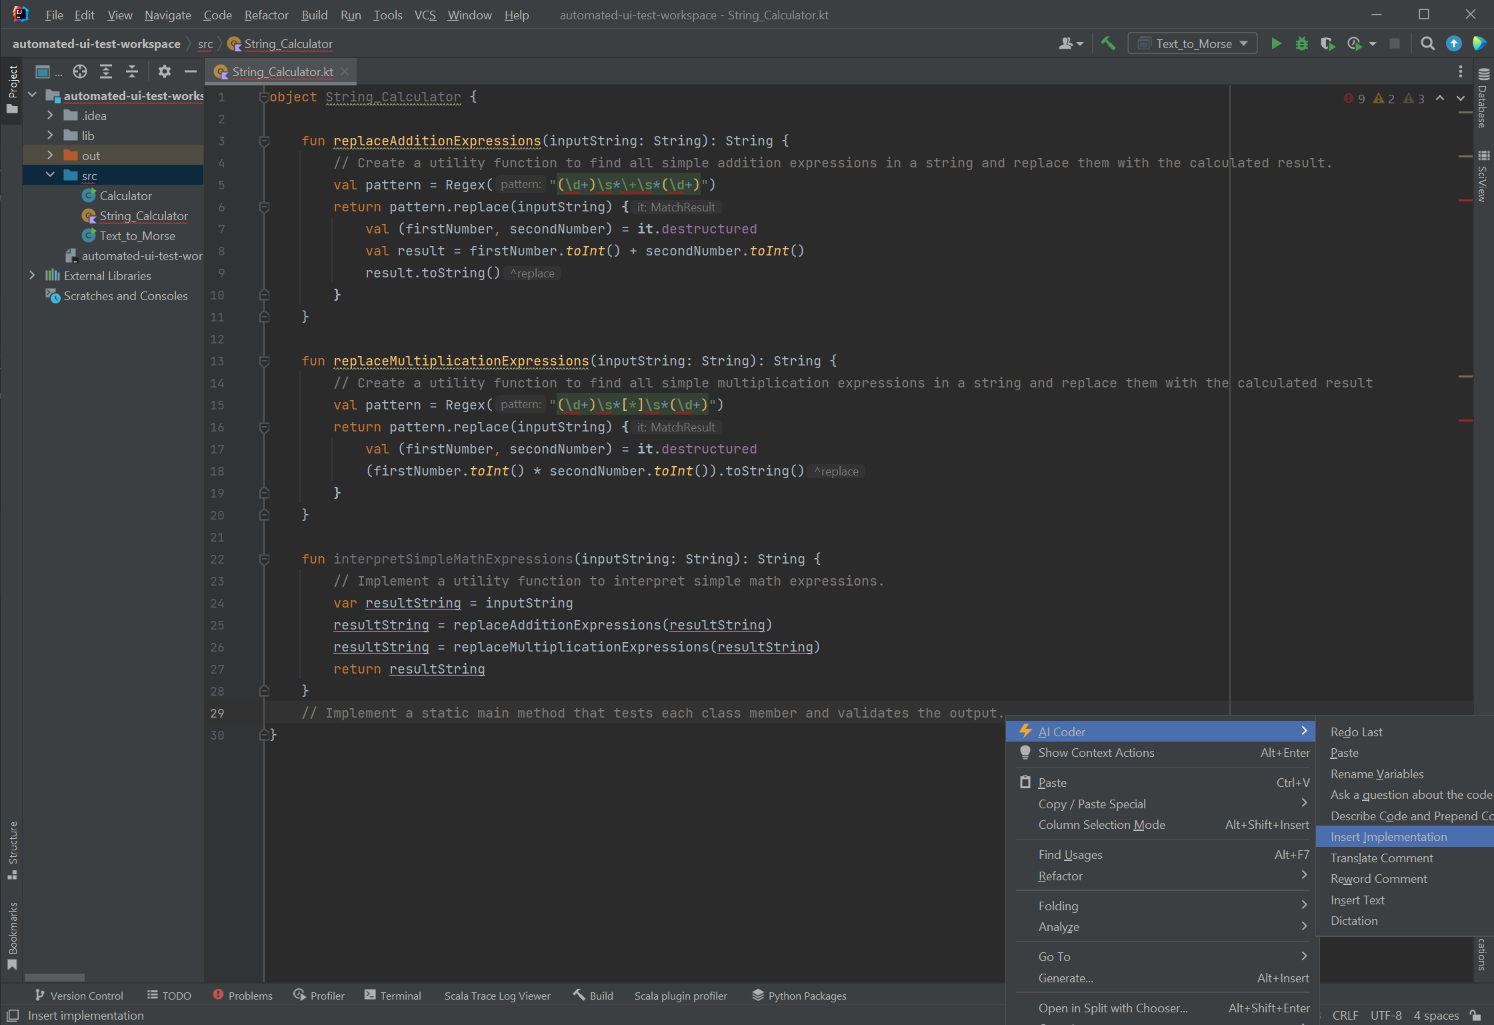 File Edit View Navigate Code Refactor Build Run Tools VCS Window Help automated-ui-test-workspace - String_Calculator.kt
automated-ui-test-workspace src String_Calculator Text_to_Morse
Project
... String_Calculator.kt
automated-ui-test-works
.idea
lib
out
src
Calculator
String_Calculator
Text_to_Morse
automated-ui-test-wor
External Libraries
Scratches and Consoles
Structure
Bookmarks
9 2 3
1 object String_Calculator {
2
3 fun replaceAdditionExpressions(inputString: String): String {
4 // Create a utility function to find all simple addition expressions in a string and replace them with the calculated result.
5 val pattern = Regex( pattern: "(\d+)\s*\+\s*(\d+)")
6 return pattern.replace(inputString) { it: MatchResult
7 val (firstNumber, secondNumber) = it.destructured
8 val result = firstNumber.toInt() + secondNumber.toInt()
9 result.toString() ^replace
10 }
11 }
12
13 fun replaceMultiplicationExpressions(inputString: String): String {
14 // Create a utility function to find all simple multiplication expressions in a string and replace them with the calculated result
15 val pattern = Regex( pattern: "(\d+)\s*[*]\s*(\d+)")
16 return pattern.replace(inputString) { it: MatchResult
17 val (firstNumber, secondNumber) = it.destructured
18 (firstNumber.toInt() * secondNumber.toInt()).toString() ^replace
19 }
20 }
21
22 fun interpretSimpleMathExpressions(inputString: String): String {
23 // Implement a utility function to interpret simple math expressions.
24 var resultString = inputString
25 resultString = replaceAdditionExpressions(resultString)
26 resultString = replaceMultiplicationExpressions(resultString)
27 return resultString
28 }
29 // Implement a static main method that tests each class member and validates the output.
30 }
Database
SciView
cations
AI Coder
Show Context Actions Alt+Enter
Paste Ctrl+V
Copy / Paste Special
Column Selection Mode Alt+Shift+Insert
Find Usages Alt+F7
Refactor
Folding
Analyze
Go To
Generate... Alt+Insert
Open in Split with Chooser... Alt+Shift+Enter
Redo Last
Paste
Rename Variables
Ask a question about the code
Describe Code and Prepend Co
Insert Implementation
Translate Comment
Reword Comment
Insert Text
Dictation
Version Control TODO Problems Profiler Terminal Scala Trace Log Viewer Build Scala plugin profiler Python Packages
Insert implementation CRLF UTF-8 4 spaces